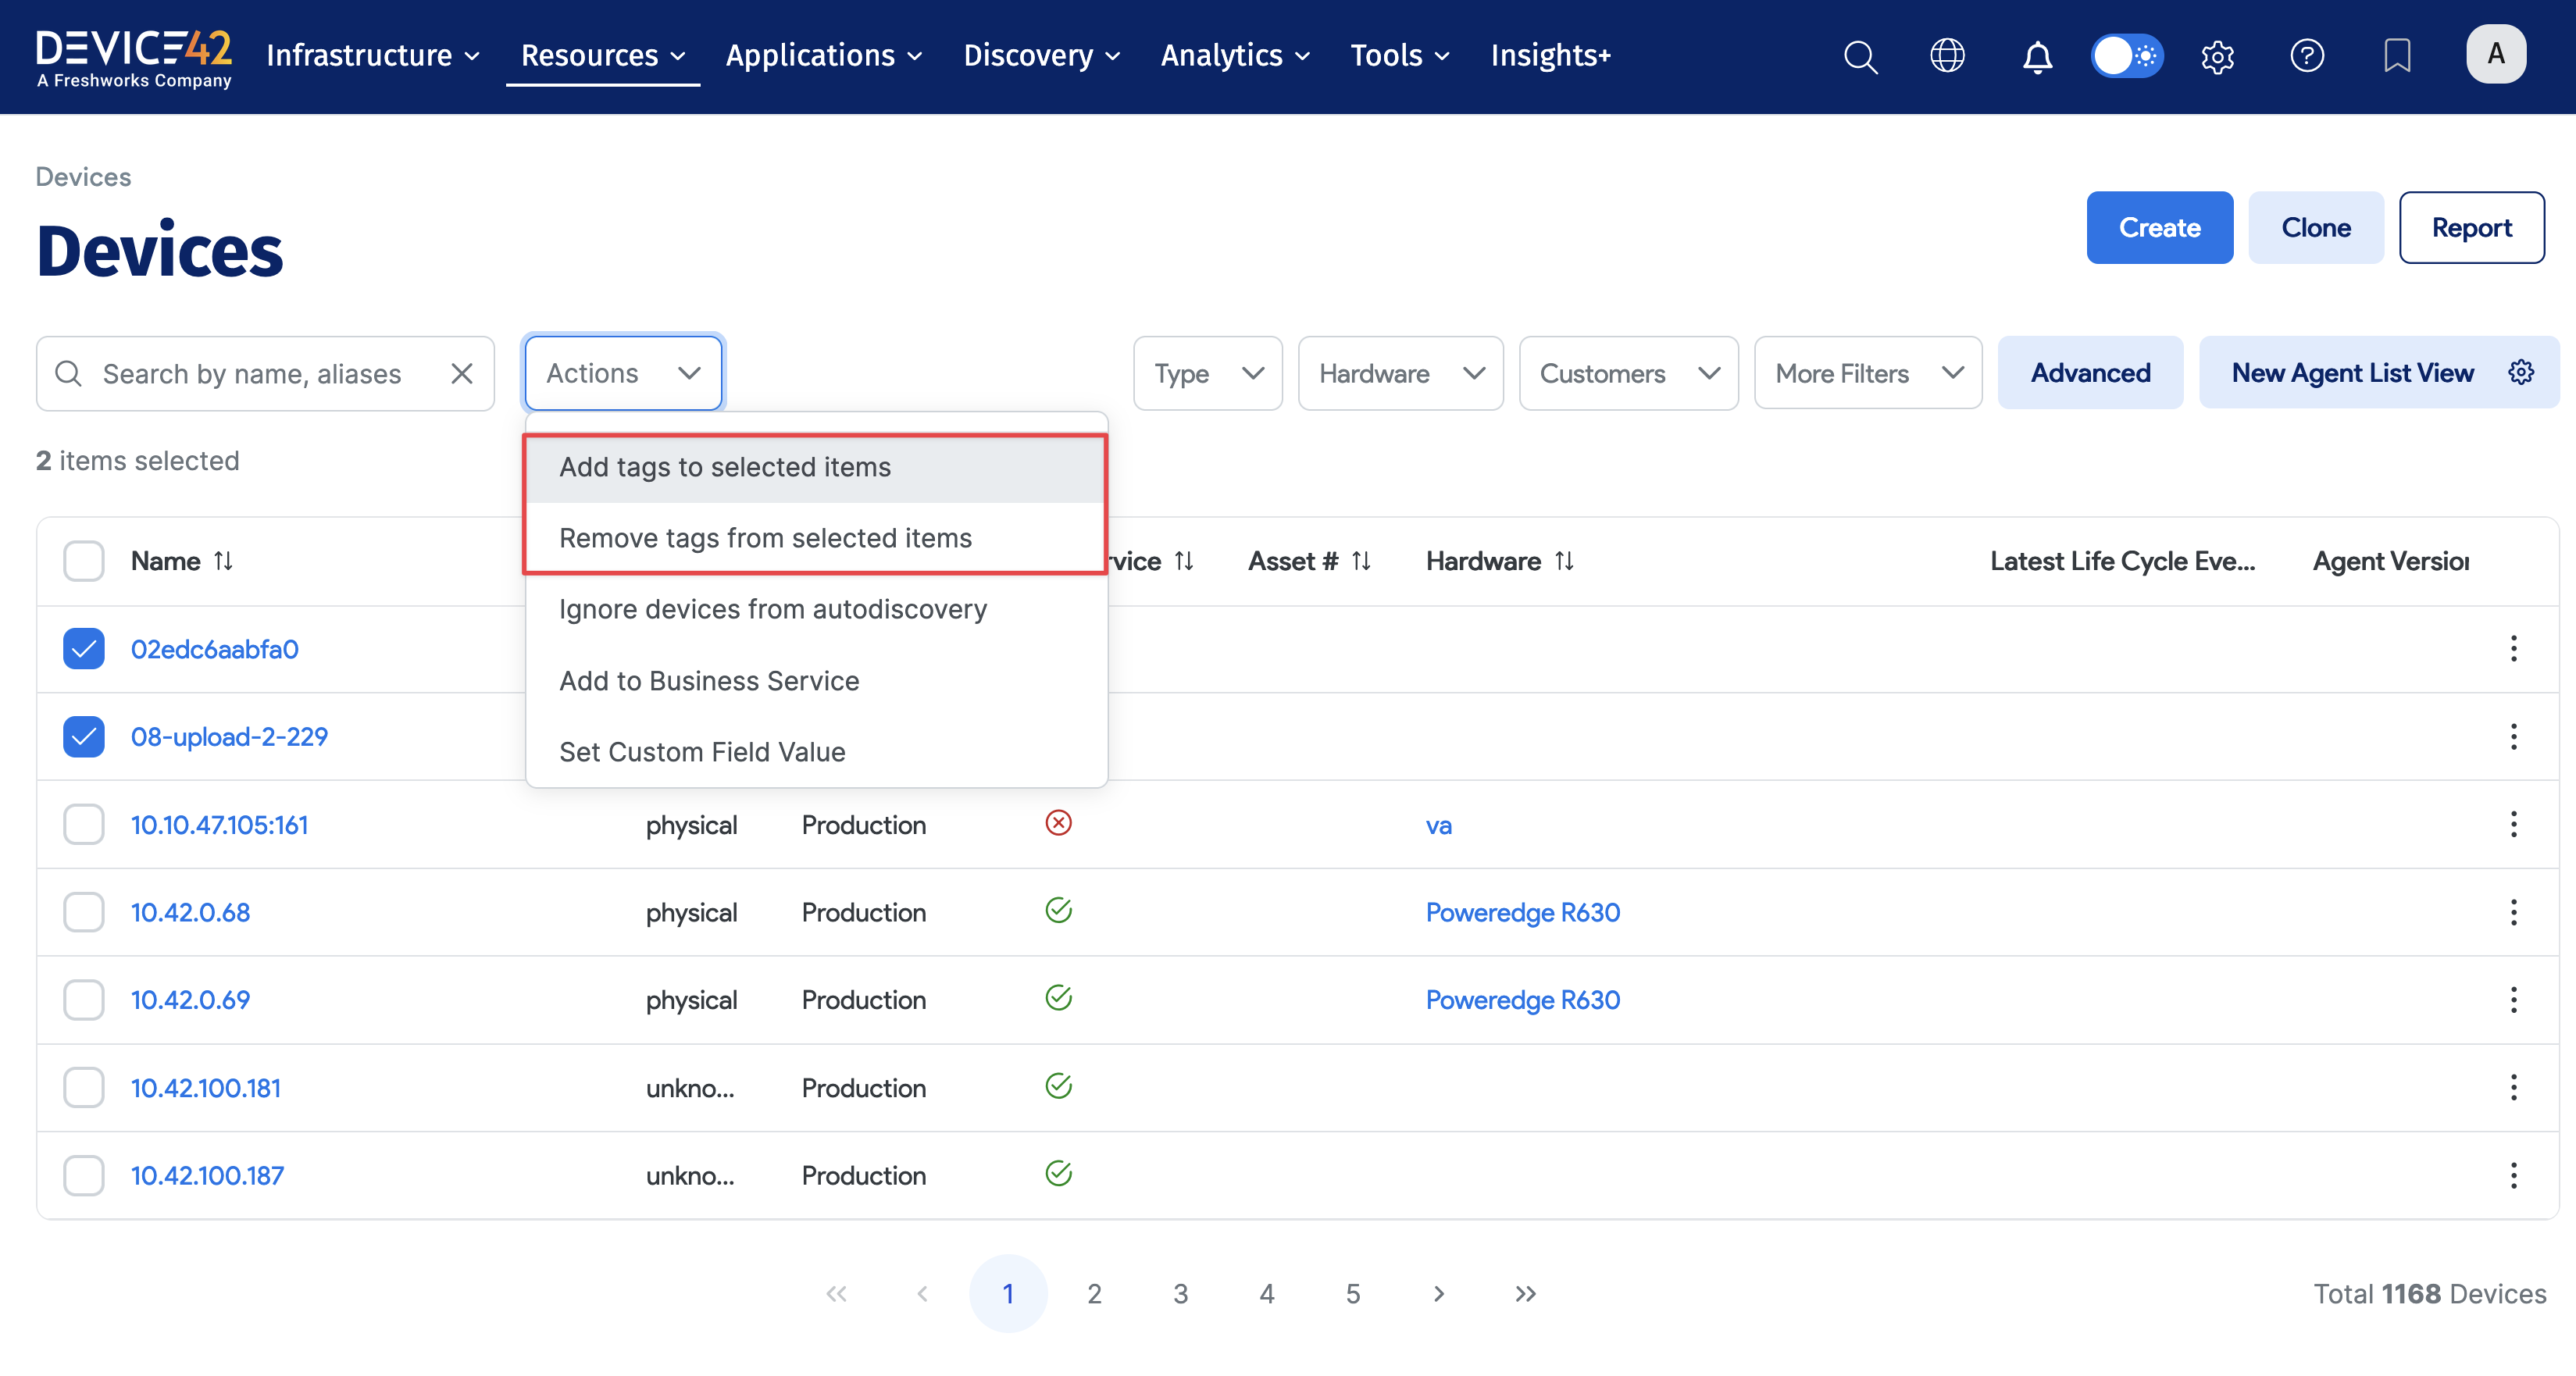 DEVICE42
A Freshworks Company
Infrastructure Resources Applications Discovery Analytics Tools Insights+
A
Devices
Devices
Create Clone Report
Search by name, aliases Actions Type Hardware Customers More Filters Advanced New Agent List View
2 items selected
Add tags to selected items
Remove tags from selected items
Ignore devices from autodiscovery
Add to Business Service
Set Custom Field Value
Name Asset # Hardware Latest Life Cycle Eve... Agent Version
02edc6aabfa0
08-upload-2-229
10.10.47.105:161 physical Production va
10.42.0.68 physical Production Poweredge R630
10.42.0.69 physical Production Poweredge R630
10.42.100.181 unkno... Production
10.42.100.187 unkno... Production
« ‹ 1 2 3 4 5 › » Total 1168 Devices